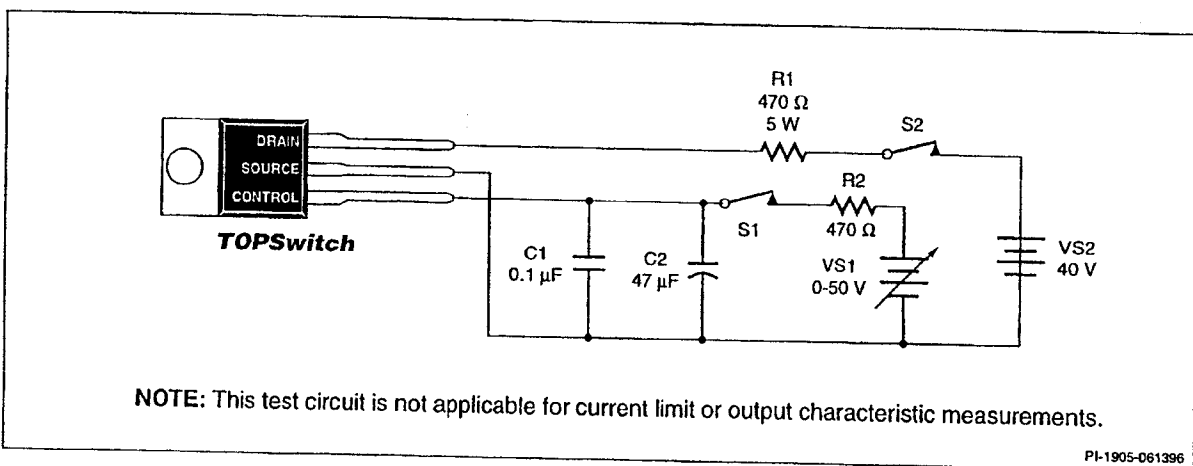 R1
470 Ω
5 W
S2
DRAIN
SOURCE
CONTROL
TOPSwitch
R2
470 Ω
S1
C1
0.1 µF
C2
47 µF
VS1
0-50 V
VS2
40 V
NOTE: This test circuit is not applicable for current limit or output characteristic measurements.
PI-1905-061396